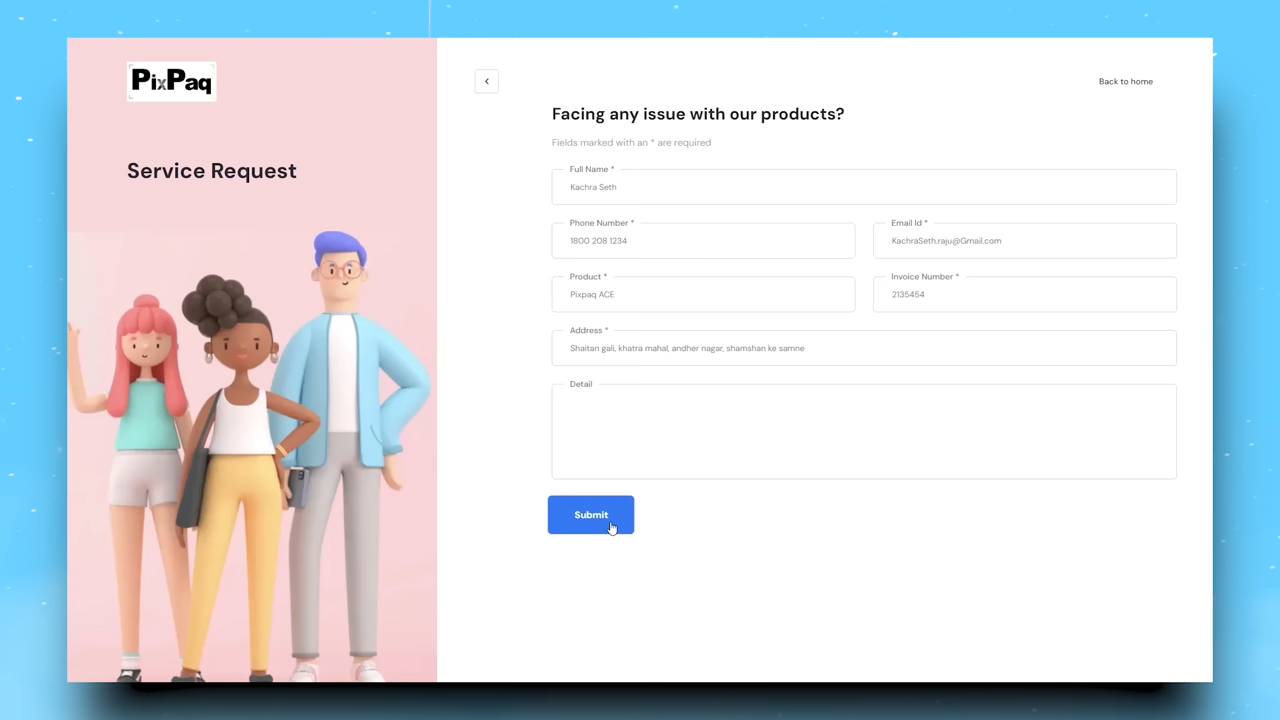 PixPaq
Service Request
Back to home
Facing any issue with our products?
Fields marked with an * are required
Full Name *
Kachra Seth
Phone Number *
1800 208 1234
Email Id *
KachraSeth.raju@Gmail.com
Product *
Pixpaq ACE
Invoice Number *
2135454
Address *
Shaitan gali, khatra mahal, andher nagar, shamshan ke samne
Detail
Submit